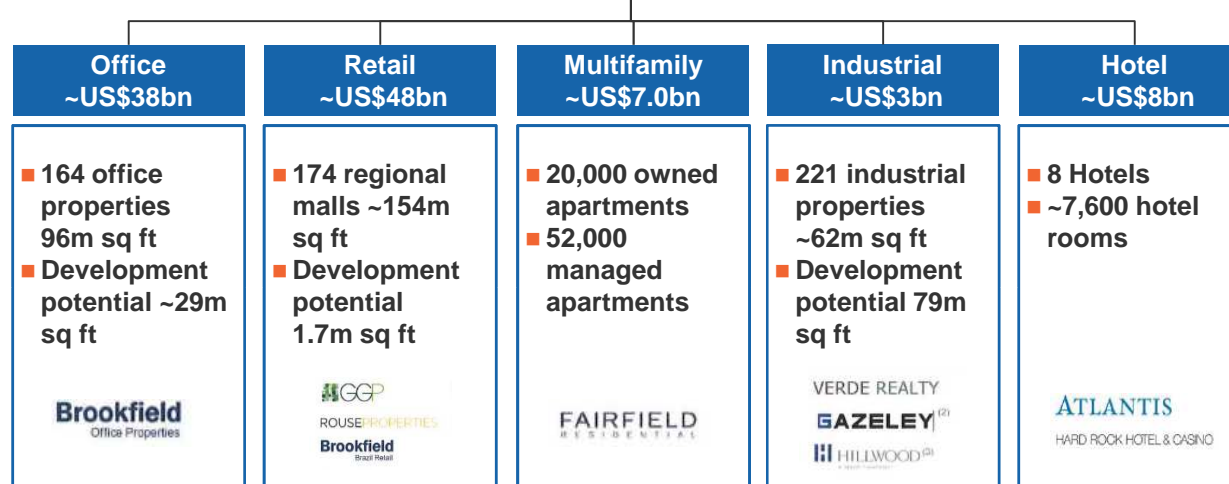 Office
~US$38bn
164 office
properties
96m sq ft
Development
potential ~29m
sq ft
Brookfield
Office Properties
Retail
~US$48bn
174 regional
malls ~154m
sq ft
Development
potential
1.7m sq ft
GGP
ROUSEPROPERTIES
Brookfield
Brazil Retail
Multifamily
~US$7.0bn
20,000 owned
apartments
52,000
managed
apartments
FAIRFIELD
RESIDENTIAL
Industrial
~US$3bn
221 industrial
properties
~62m sq ft
Development
potential 79m
sq ft
VERDE REALTY
GAZELEY (2)
HILLWOOD
Hotel
~US$8bn
8 Hotels
~7,600 hotel
rooms
ATLANTIS
HARD ROCK HOTEL & CASINO